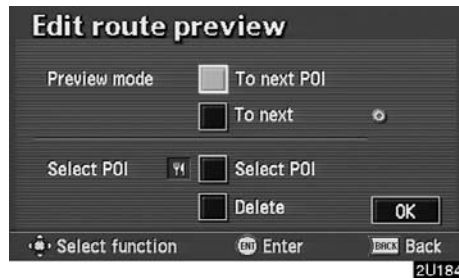 Edit route preview
Preview mode To next POI
To next
Select POI Select POI
Delete OK
Select function END Enter BACK Back
2U184